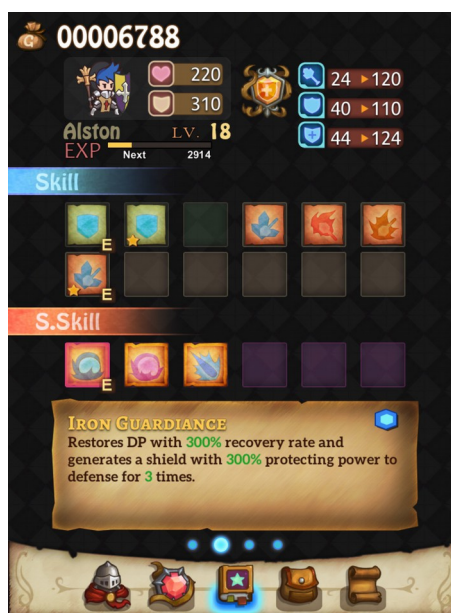 G 00006788
220
310
24 ▸120
40 ▸110
44 ▸124
Alston LV. 18
EXP Next 2914
Skill
E
E
S.Skill
E
IRON GUARDIANCE
Restores DP with 300% recovery rate and
generates a shield with 300% protecting power to
defense for 3 times.